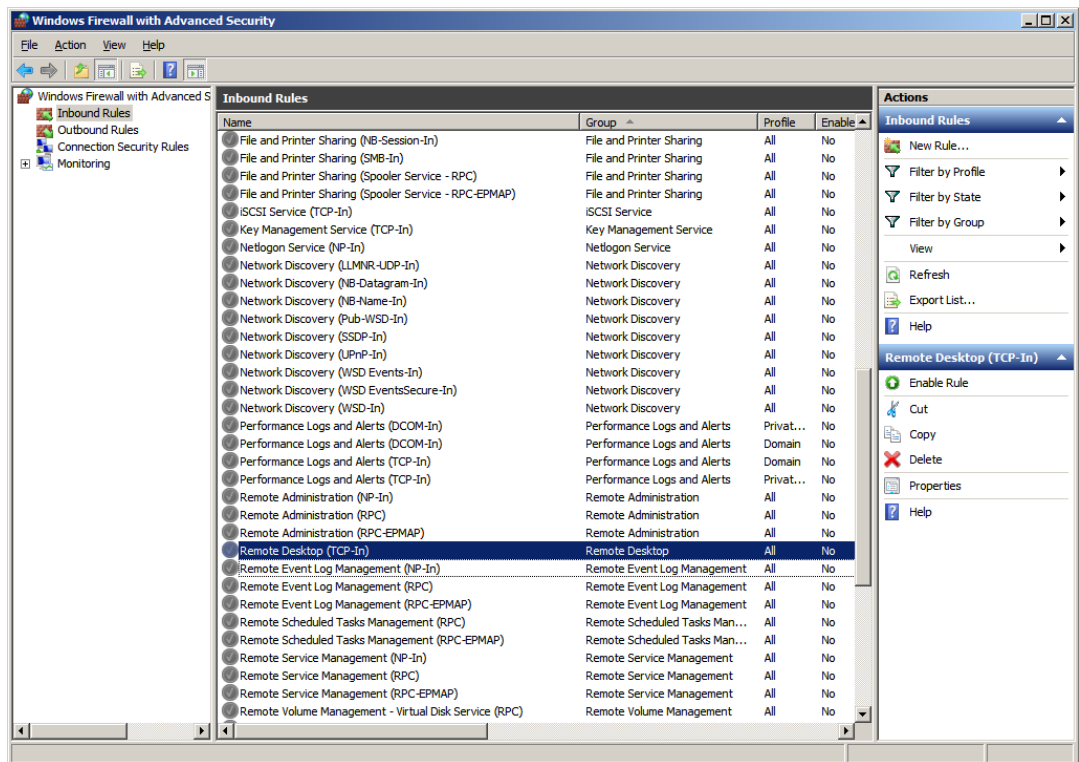 Windows Firewall with Advanced Security
File Action View Help
Windows Firewall with Advanced S
Inbound Rules
Outbound Rules
Connection Security Rules
Monitoring
Inbound Rules
Name Group Profile Enable
File and Printer Sharing (NB-Session-In) File and Printer Sharing All No
File and Printer Sharing (SMB-In) File and Printer Sharing All No
File and Printer Sharing (Spooler Service - RPC) File and Printer Sharing All No
File and Printer Sharing (Spooler Service - RPC-EPMAP) File and Printer Sharing All No
iSCSI Service (TCP-In) iSCSI Service All No
Key Management Service (TCP-In) Key Management Service All No
Netlogon Service (NP-In) Netlogon Service All No
Network Discovery (LLMNR-UDP-In) Network Discovery All No
Network Discovery (NB-Datagram-In) Network Discovery All No
Network Discovery (NB-Name-In) Network Discovery All No
Network Discovery (Pub-WSD-In) Network Discovery All No
Network Discovery (SSDP-In) Network Discovery All No
Network Discovery (UPnP-In) Network Discovery All No
Network Discovery (WSD Events-In) Network Discovery All No
Network Discovery (WSD EventsSecure-In) Network Discovery All No
Network Discovery (WSD-In) Network Discovery All No
Performance Logs and Alerts (DCOM-In) Performance Logs and Alerts Privat... No
Performance Logs and Alerts (DCOM-In) Performance Logs and Alerts Domain No
Performance Logs and Alerts (TCP-In) Performance Logs and Alerts Domain No
Performance Logs and Alerts (TCP-In) Performance Logs and Alerts Privat... No
Remote Administration (NP-In) Remote Administration All No
Remote Administration (RPC) Remote Administration All No
Remote Administration (RPC-EPMAP) Remote Administration All No
Remote Desktop (TCP-In) Remote Desktop All No
Remote Event Log Management (NP-In) Remote Event Log Management All No
Remote Event Log Management (RPC) Remote Event Log Management All No
Remote Event Log Management (RPC-EPMAP) Remote Event Log Management All No
Remote Scheduled Tasks Management (RPC) Remote Scheduled Tasks Man... All No
Remote Scheduled Tasks Management (RPC-EPMAP) Remote Scheduled Tasks Man... All No
Remote Service Management (NP-In) Remote Service Management All No
Remote Service Management (RPC) Remote Service Management All No
Remote Service Management (RPC-EPMAP) Remote Service Management All No
Remote Volume Management - Virtual Disk Service (RPC) Remote Volume Management All No
Actions
Inbound Rules
New Rule...
Filter by Profile
Filter by State
Filter by Group
View
Refresh
Export List...
Help
Remote Desktop (TCP-In)
Enable Rule
Cut
Copy
Delete
Properties
Help